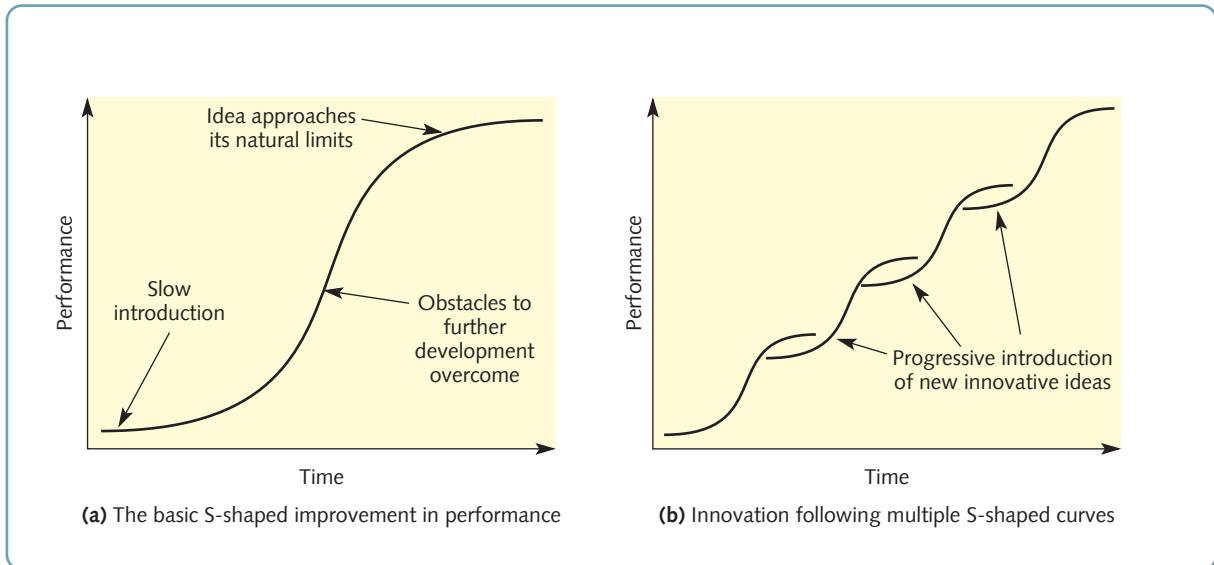 Performance
Idea approaches
its natural limits
Slow
introduction
Obstacles to
further
development
overcome
Time
(a) The basic S-shaped improvement in performance
Performance
Progressive introduction
of new innovative ideas
Time
(b) Innovation following multiple S-shaped curves